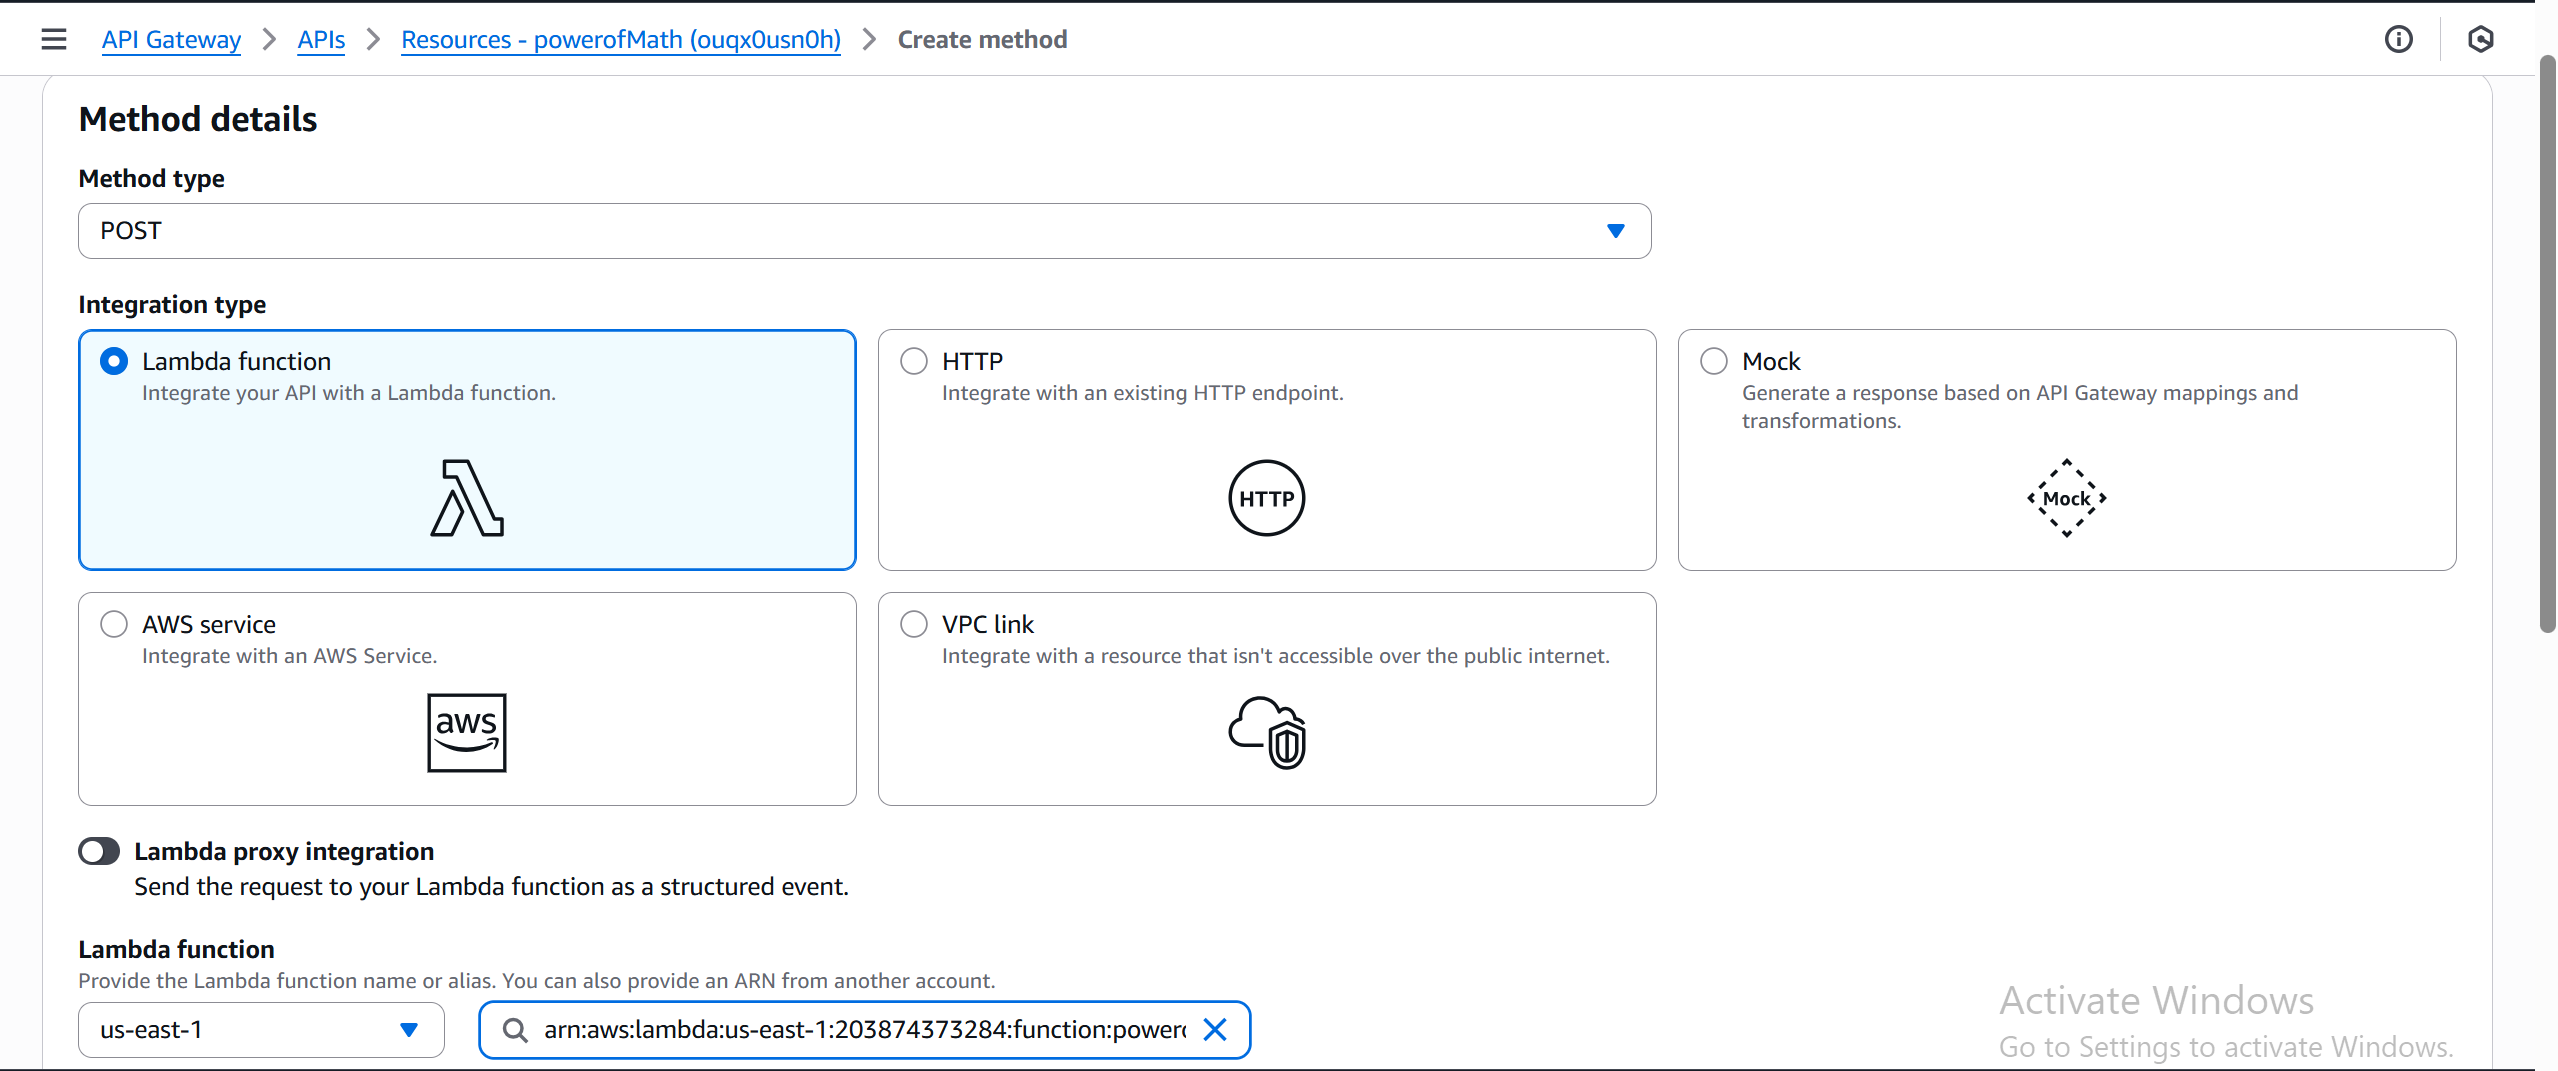 API Gateway > APIs > Resources - powerofMath (ouqx0usn0h) > Create method
Method details
Method type
POST
Integration type
Lambda function
Integrate your API with a Lambda function.
HTTP
Integrate with an existing HTTP endpoint.
HTTP
Mock
Generate a response based on API Gateway mappings and
transformations.
Mock
AWS service
Integrate with an AWS Service.
aws
VPC link
Integrate with a resource that isn't accessible over the public internet.
Lambda proxy integration
Send the request to your Lambda function as a structured event.
Lambda function
Provide the Lambda function name or alias. You can also provide an ARN from another account.
us-east-1
arn:aws:lambda:us-east-1:203874373284:function:power
Activate Windows
Go to Settings to activate Windows.